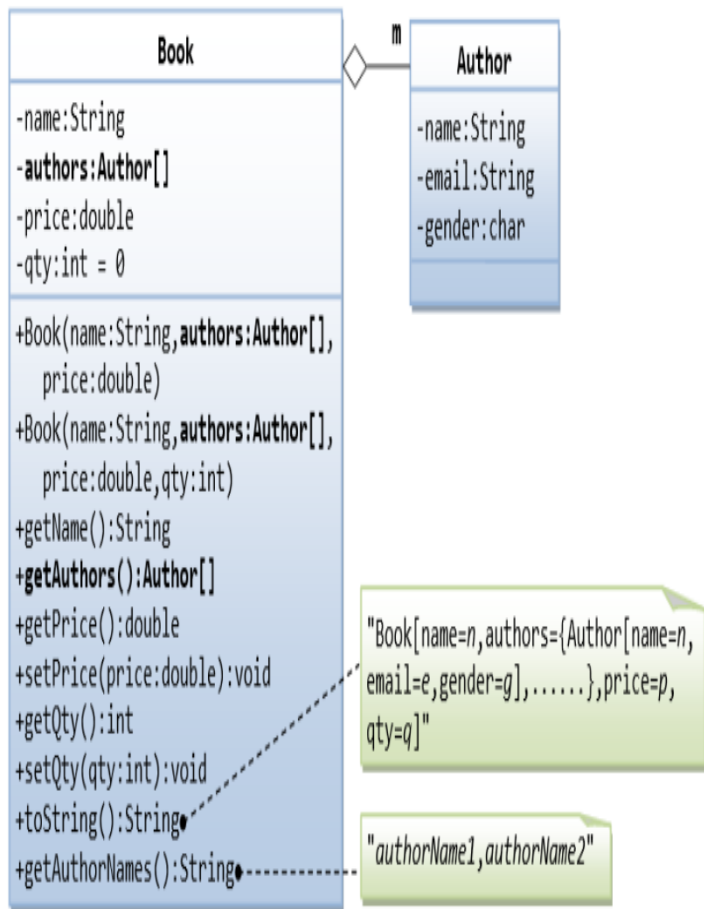 Book
-name:String
-authors:Author[]
-price:double
-qty:int = 0
+Book(name:String,authors:Author[],
price:double)
+Book(name:String,authors:Author[],
price:double,qty:int)
+getName():String
+getAuthors():Author[]
+getPrice():double
+setPrice(price:double):void
+getQty():int
+setQty(qty:int):void
+toString():String
+getAuthorNames():String
m
Author
-name:String
-email:String
-gender:char
"Book[name=n,authors={Author[name=n,
email=e,gender=g],......},price=p,
qty=q]"
"authorName1,authorName2"